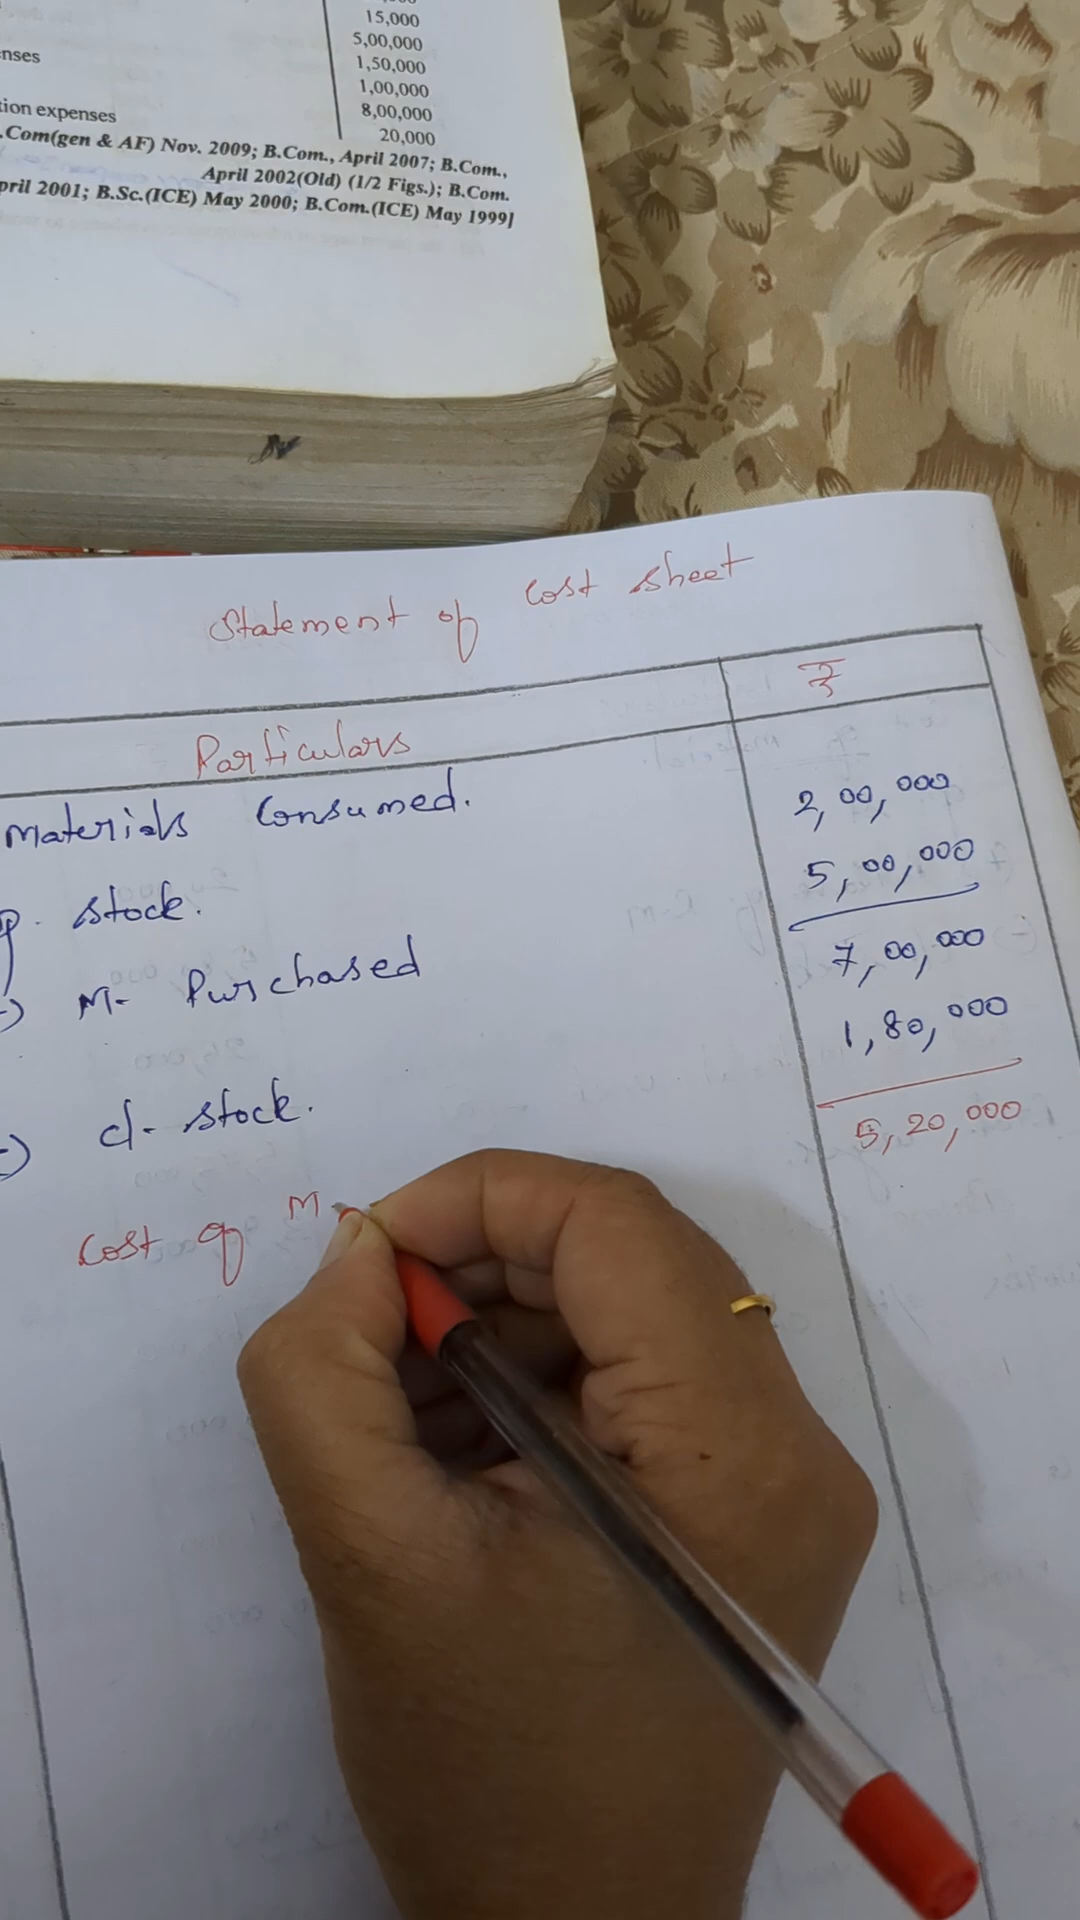 15,000
5,00,000
nses 1,50,000
1,00,000
tion expenses 8,00,000
20,000
.Com(gen & AF) Nov. 2009; B.Com., April 2007; B.Com.,
April 2002(Old) (1/2 Figs.); B.Com.
pril 2001; B.Sc.(ICE) May 2000; B.Com.(ICE) May 1999]
Statement of Cost sheet
Particulars ₹
Materials Consumed.
p. stock. 2,00,000
-) M- Purchased 5,00,000
7,00,000
-) cl- stock. 1,80,000
Cost of M 5,20,000